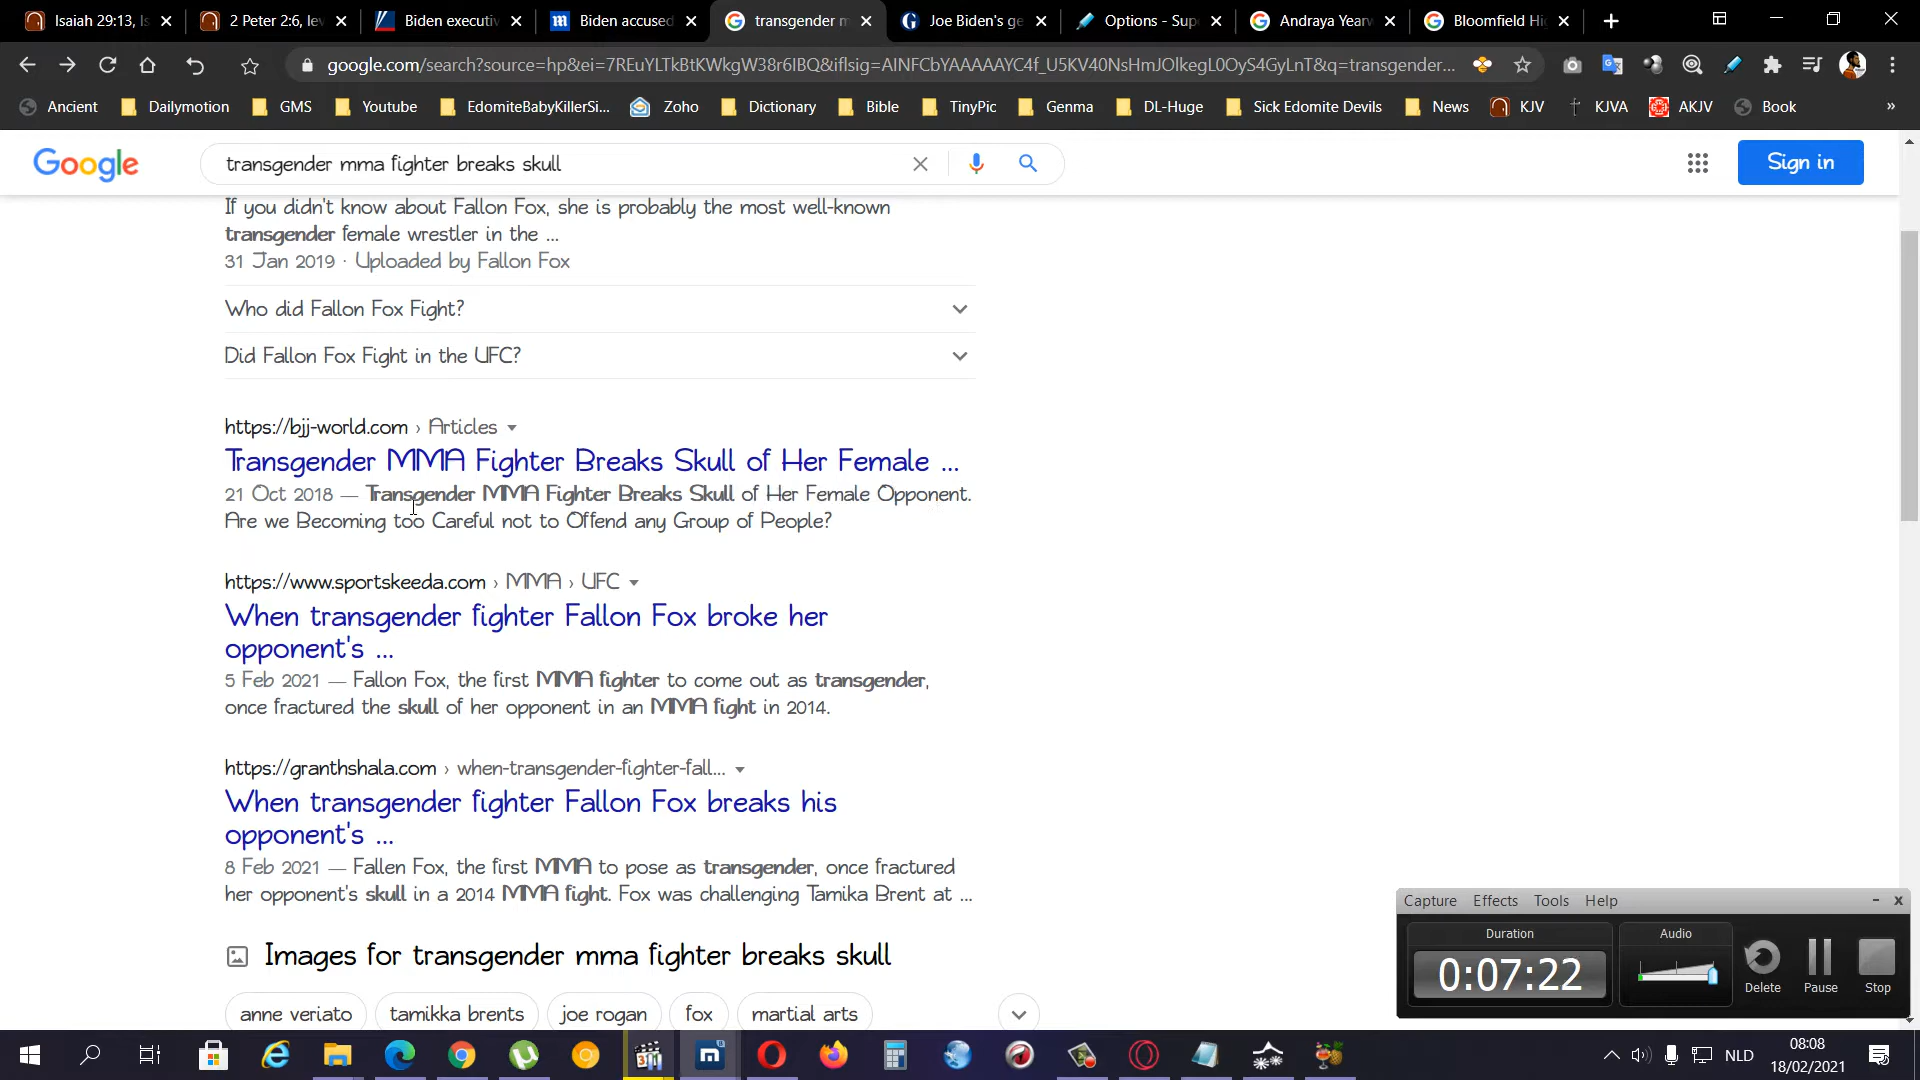 Isaiah 29:13, Is
2 Peter 2:6, lev
Biden executiv
Biden accused
transgender m
Joe Biden's ge
Options - Sup
Andraya Yearw
Bloomfield Hi
google.com/search?source=hp&ei=7REuYLTkBtKWkgW38r6IBQ&iflsig=AINFCbYAAAAAYC4f_U5KV40NsHmJOlkegL0OyS4GyLnT&q=transgender...
Ancient
Dailymotion
GMS
Youtube
EdomiteBabyKillerSi...
Zoho
Dictionary
Bible
TinyPic
Genma
DL-Huge
Sick Edomite Devils
News
KJV
KJVA
AKJV
Book
»
Google
transgender mma fighter breaks skull
Sign in
If you didn't know about Fallon Fox, she is probably the most well-known
transgender female wrestler in the ...
31 Jan 2019 · Uploaded by Fallon Fox
Who did Fallon Fox Fight?
Did Fallon Fox Fight in the UFC?
https://bjj-world.com › Articles
Transgender MMA Fighter Breaks Skull of Her Female ...
21 Oct 2018 — Transgender MMA Fighter Breaks Skull of Her Female Opponent.
Are we Becoming too Careful not to Offend any Group of People?
https://www.sportskeeda.com › MMA › UFC
When transgender fighter Fallon Fox broke her
opponent's ...
5 Feb 2021 — Fallon Fox, the first MMA fighter to come out as transgender,
once fractured the skull of her opponent in an MMA fight in 2014.
https://granthshala.com › when-transgender-fighter-fall...
When transgender fighter Fallon Fox breaks his
opponent's ...
8 Feb 2021 — Fallen Fox, the first MMA to pose as transgender, once fractured
her opponent's skull in a 2014 MMA fight. Fox was challenging Tamika Brent at ...
Images for transgender mma fighter breaks skull
anne veriato
tamikka brents
joe rogan
fox
martial arts
Capture Effects Tools Help
Duration
Audio
0:07:22
Delete
Pause
Stop
NLD
08:08
18/02/2021